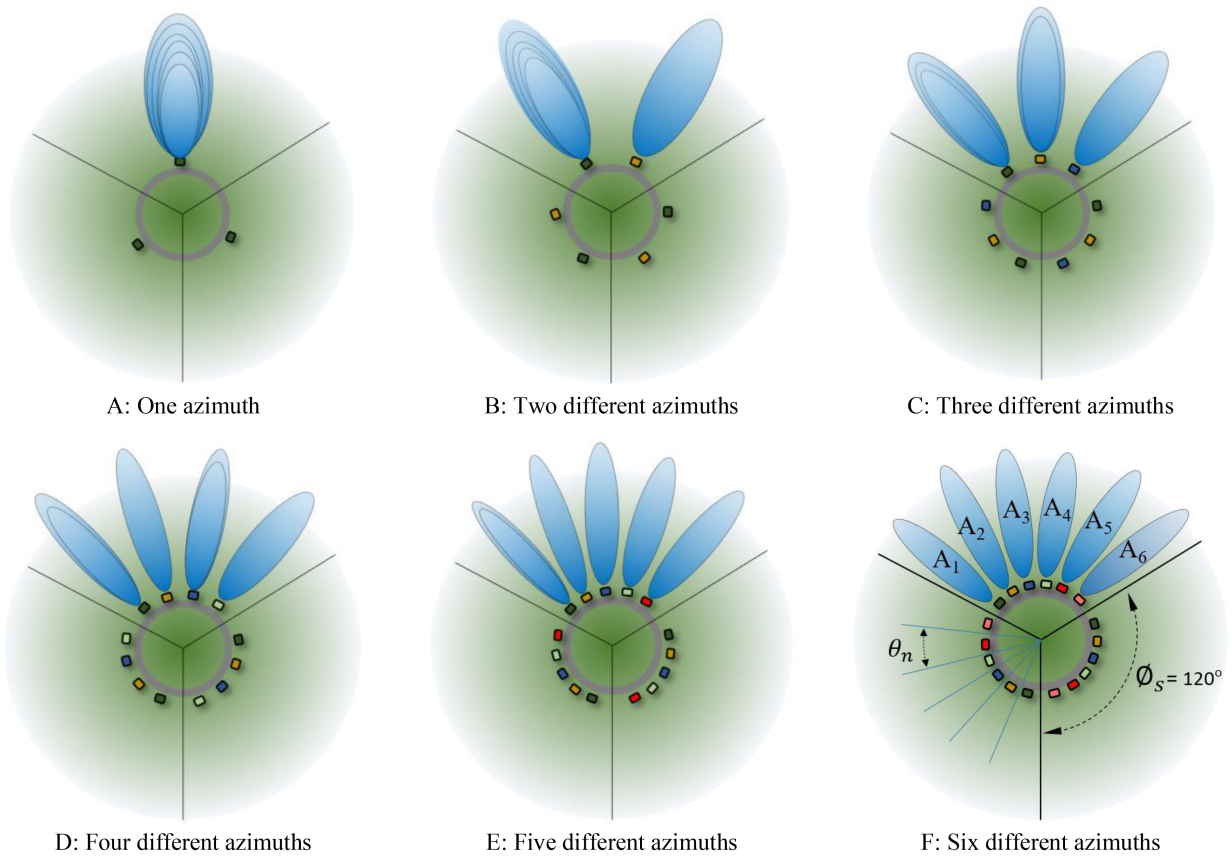 A: One azimuth
B: Two different azimuths
C: Three different azimuths
A₁
A₂
A₃
A₄
A₅
A₆
θₙ
∅ₛ = 120°
D: Four different azimuths
E: Five different azimuths
F: Six different azimuths